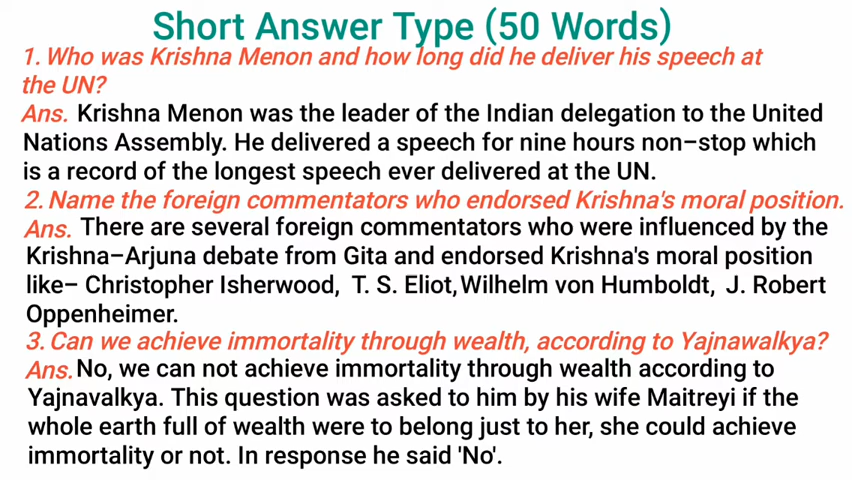 Short Answer Type (50 Words)
1. Who was Krishna Menon and how long did he deliver his speech at
the UN?
Ans. Krishna Menon was the leader of the Indian delegation to the United
Nations Assembly. He delivered a speech for nine hours non-stop which
is a record of the longest speech ever delivered at the UN.
2. Name the foreign commentators who endorsed Krishna's moral position.
Ans. There are several foreign commentators who were influenced by the
Krishna-Arjuna debate from Gita and endorsed Krishna's moral position
like- Christopher Isherwood, T. S. Eliot, Wilhelm von Humboldt, J. Robert
Oppenheimer.
3. Can we achieve immortality through wealth, according to Yajnawalkya?
Ans. No, we can not achieve immortality through wealth according to
Yajnavalkya. This question was asked to him by his wife Maitreyi if the
whole earth full of wealth were to belong just to her, she could achieve
immortality or not. In response he said 'No'.